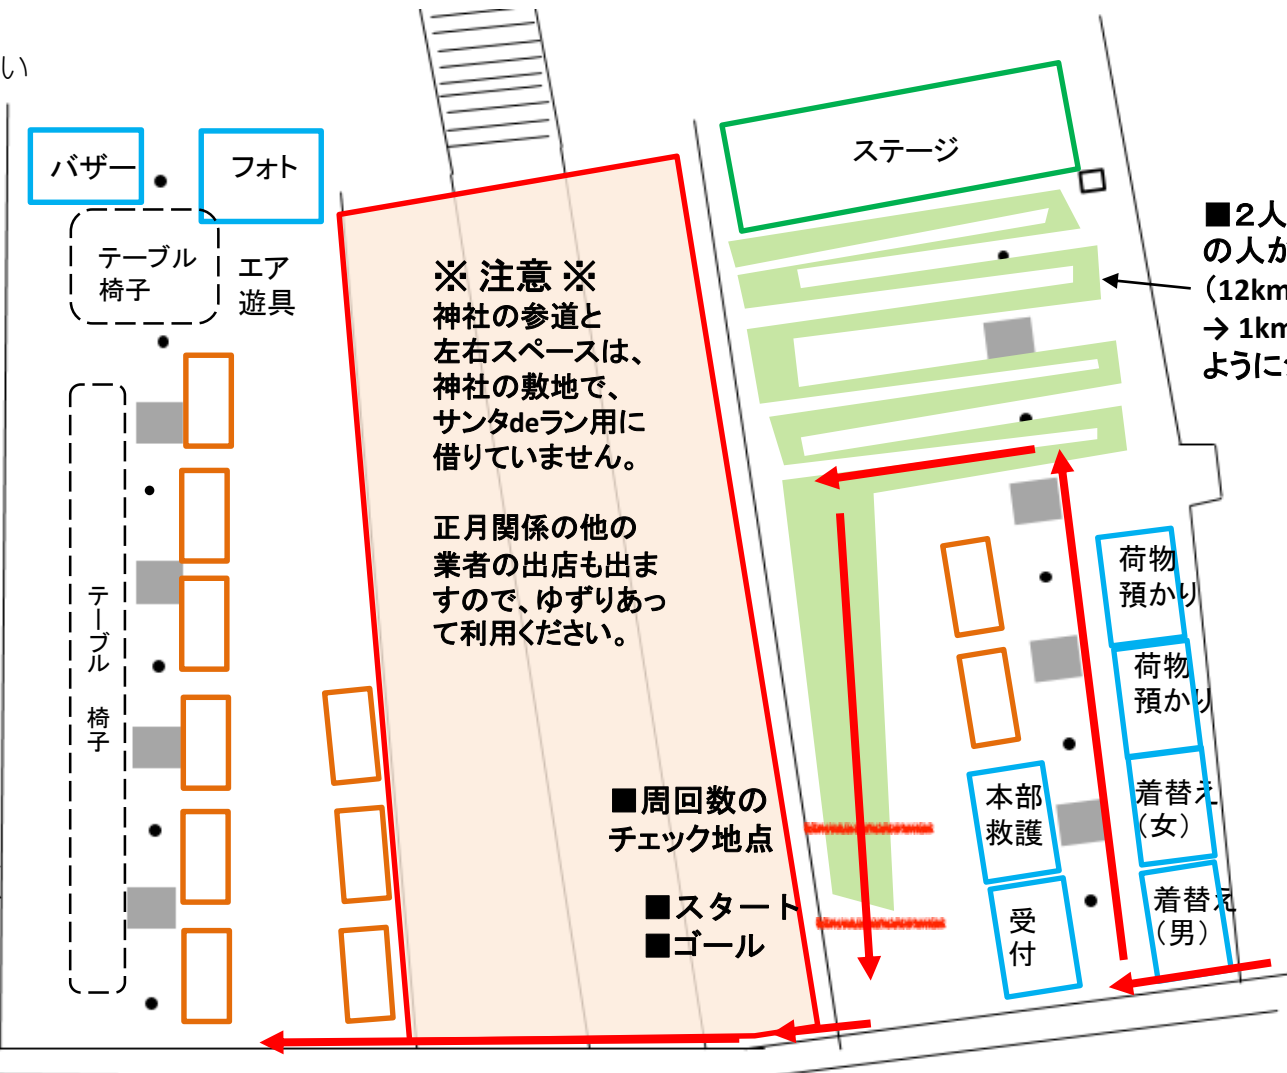 い
バザー
フォト
テーブル
椅子
エア
遊具
テーブル　椅子
※ 注意 ※
神社の参道と
左右スペースは、
神社の敷地で、
サンタdeラン用に
借りていません。
正月関係の他の
業者の出店も出ま
すので、ゆずりあっ
て利用ください。
■周回数の
チェック地点
■スタート
■ゴール
ステージ
■２人
の人が
（12km
→ 1km
ように
荷物
預かり
荷物
預かり
着替え
（女）
着替え
（男）
本部
救護
受
付